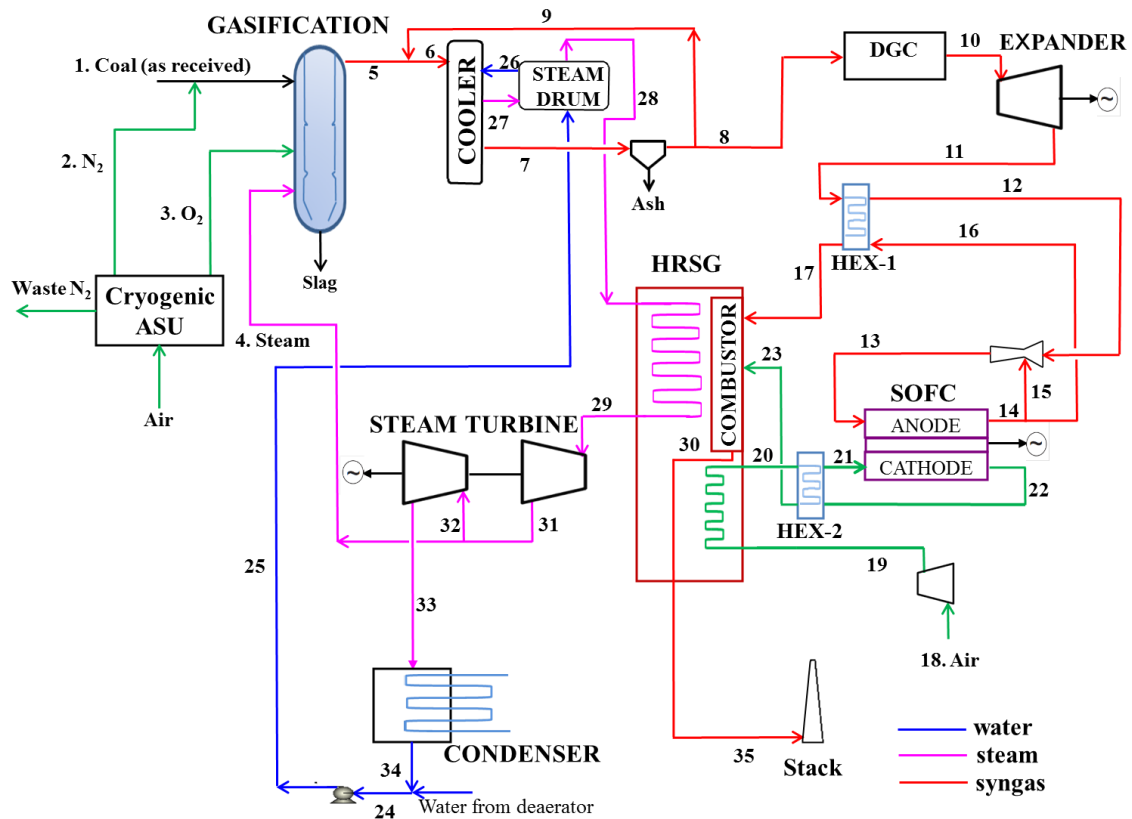 GASIFICATION
9
1. Coal (as received)
5
6
COOLER
26
STEAM
DRUM
27
28
7
8
DGC
10
EXPANDER
~
11
12
2. N2
3. O2
Ash
HEX-1
16
17
HRSG
Slag
Waste N2
Cryogenic
ASU
4. Steam
Air
COMBUSTOR
23
13
15
SOFC
14
ANODE
~
CATHODE
29
STEAM TURBINE
30
20
21
22
~
HEX-2
32
31
25
19
33
18. Air
CONDENSER
34
24
Water from deaerator
35
Stack
water
steam
syngas